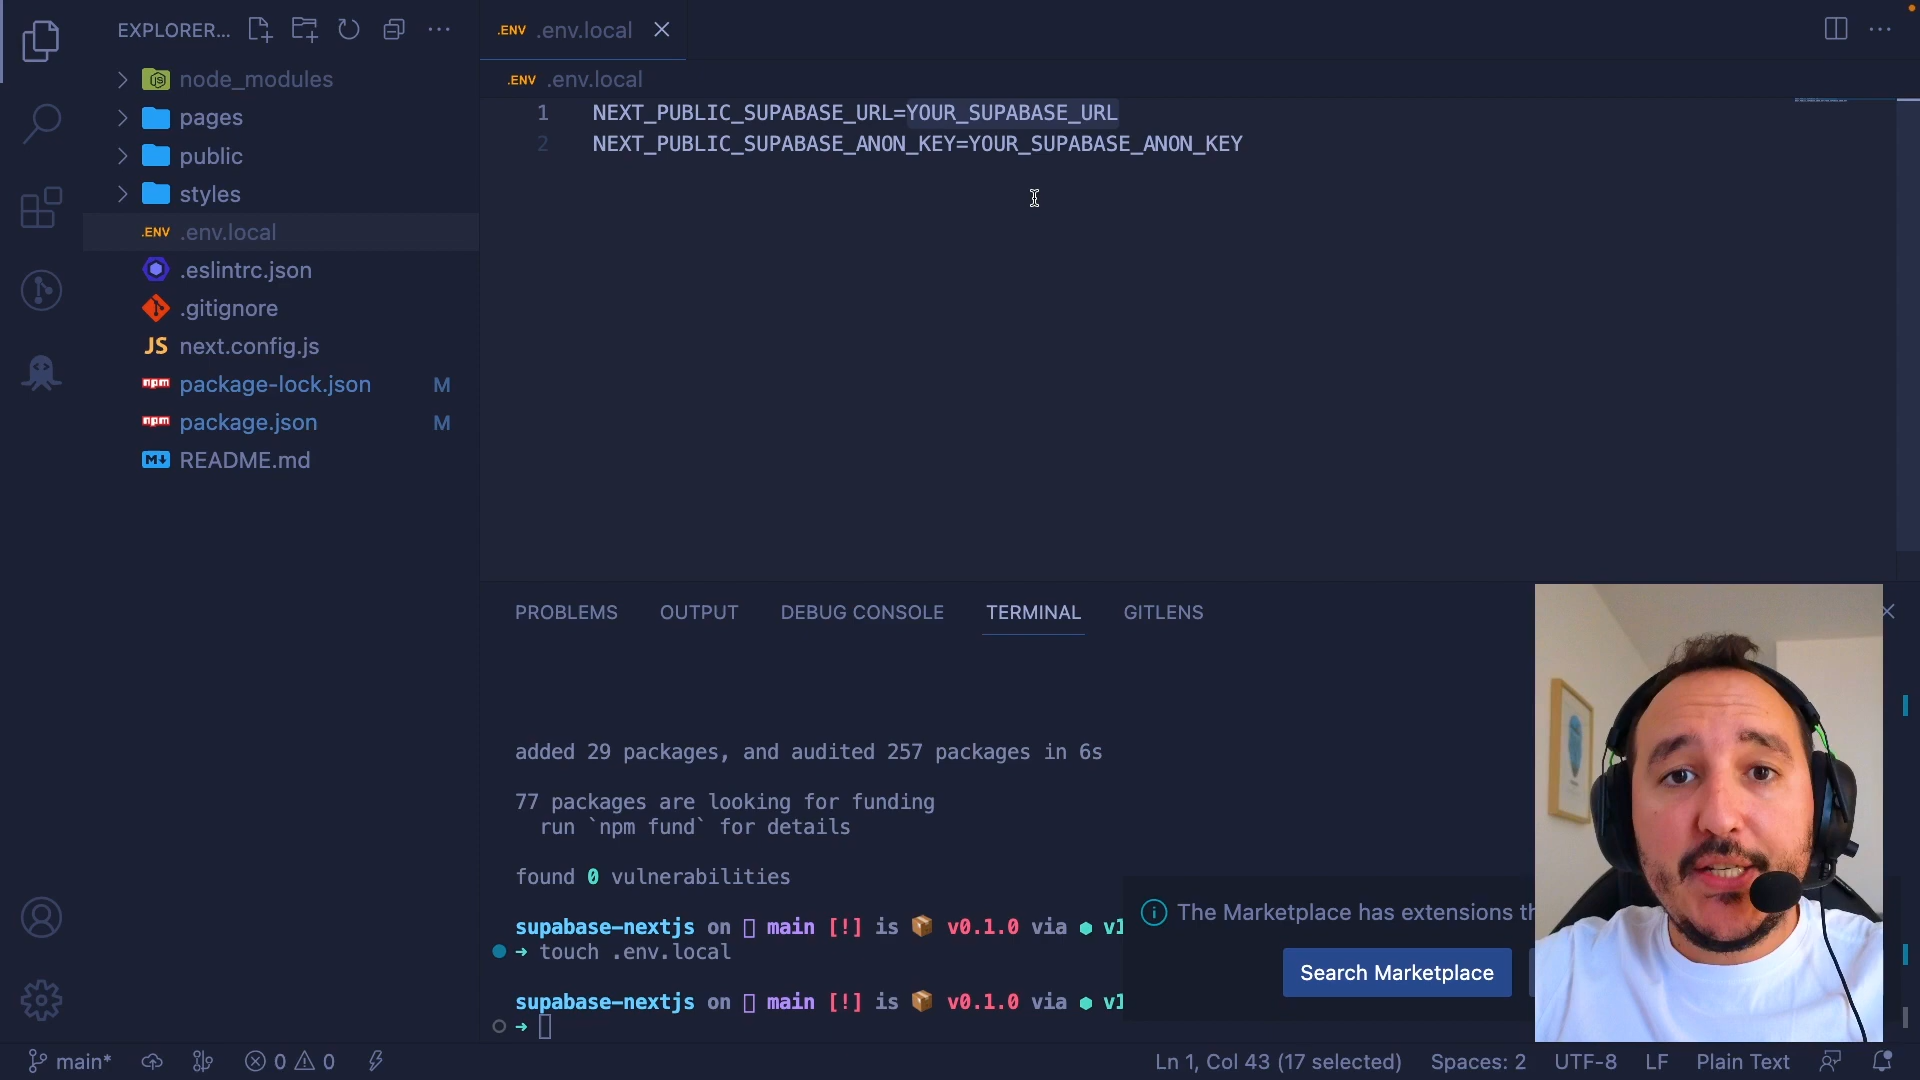 EXPLORER...
node_modules
pages
public
styles
.ENV .env.local
.eslintrc.json
.gitignore
JS next.config.js
npm package-lock.json M
npm package.json M
README.md
.ENV .env.local
.ENV .env.local
1 NEXT_PUBLIC_SUPABASE_URL=YOUR_SUPABASE_URL
2 NEXT_PUBLIC_SUPABASE_ANON_KEY=YOUR_SUPABASE_ANON_KEY
PROBLEMS OUTPUT DEBUG CONSOLE TERMINAL GITLENS
added 29 packages, and audited 257 packages in 6s
77 packages are looking for funding
run `npm fund` for details
found 0 vulnerabilities
supabase-nextjs on main [!] is v0.1.0 via v1
→ touch .env.local
supabase-nextjs on main [!] is v0.1.0 via v1
→
The Marketplace has extensions th
Search Marketplace
main* 0 0 Ln 1, Col 43 (17 selected) Spaces: 2 UTF-8 LF Plain Text